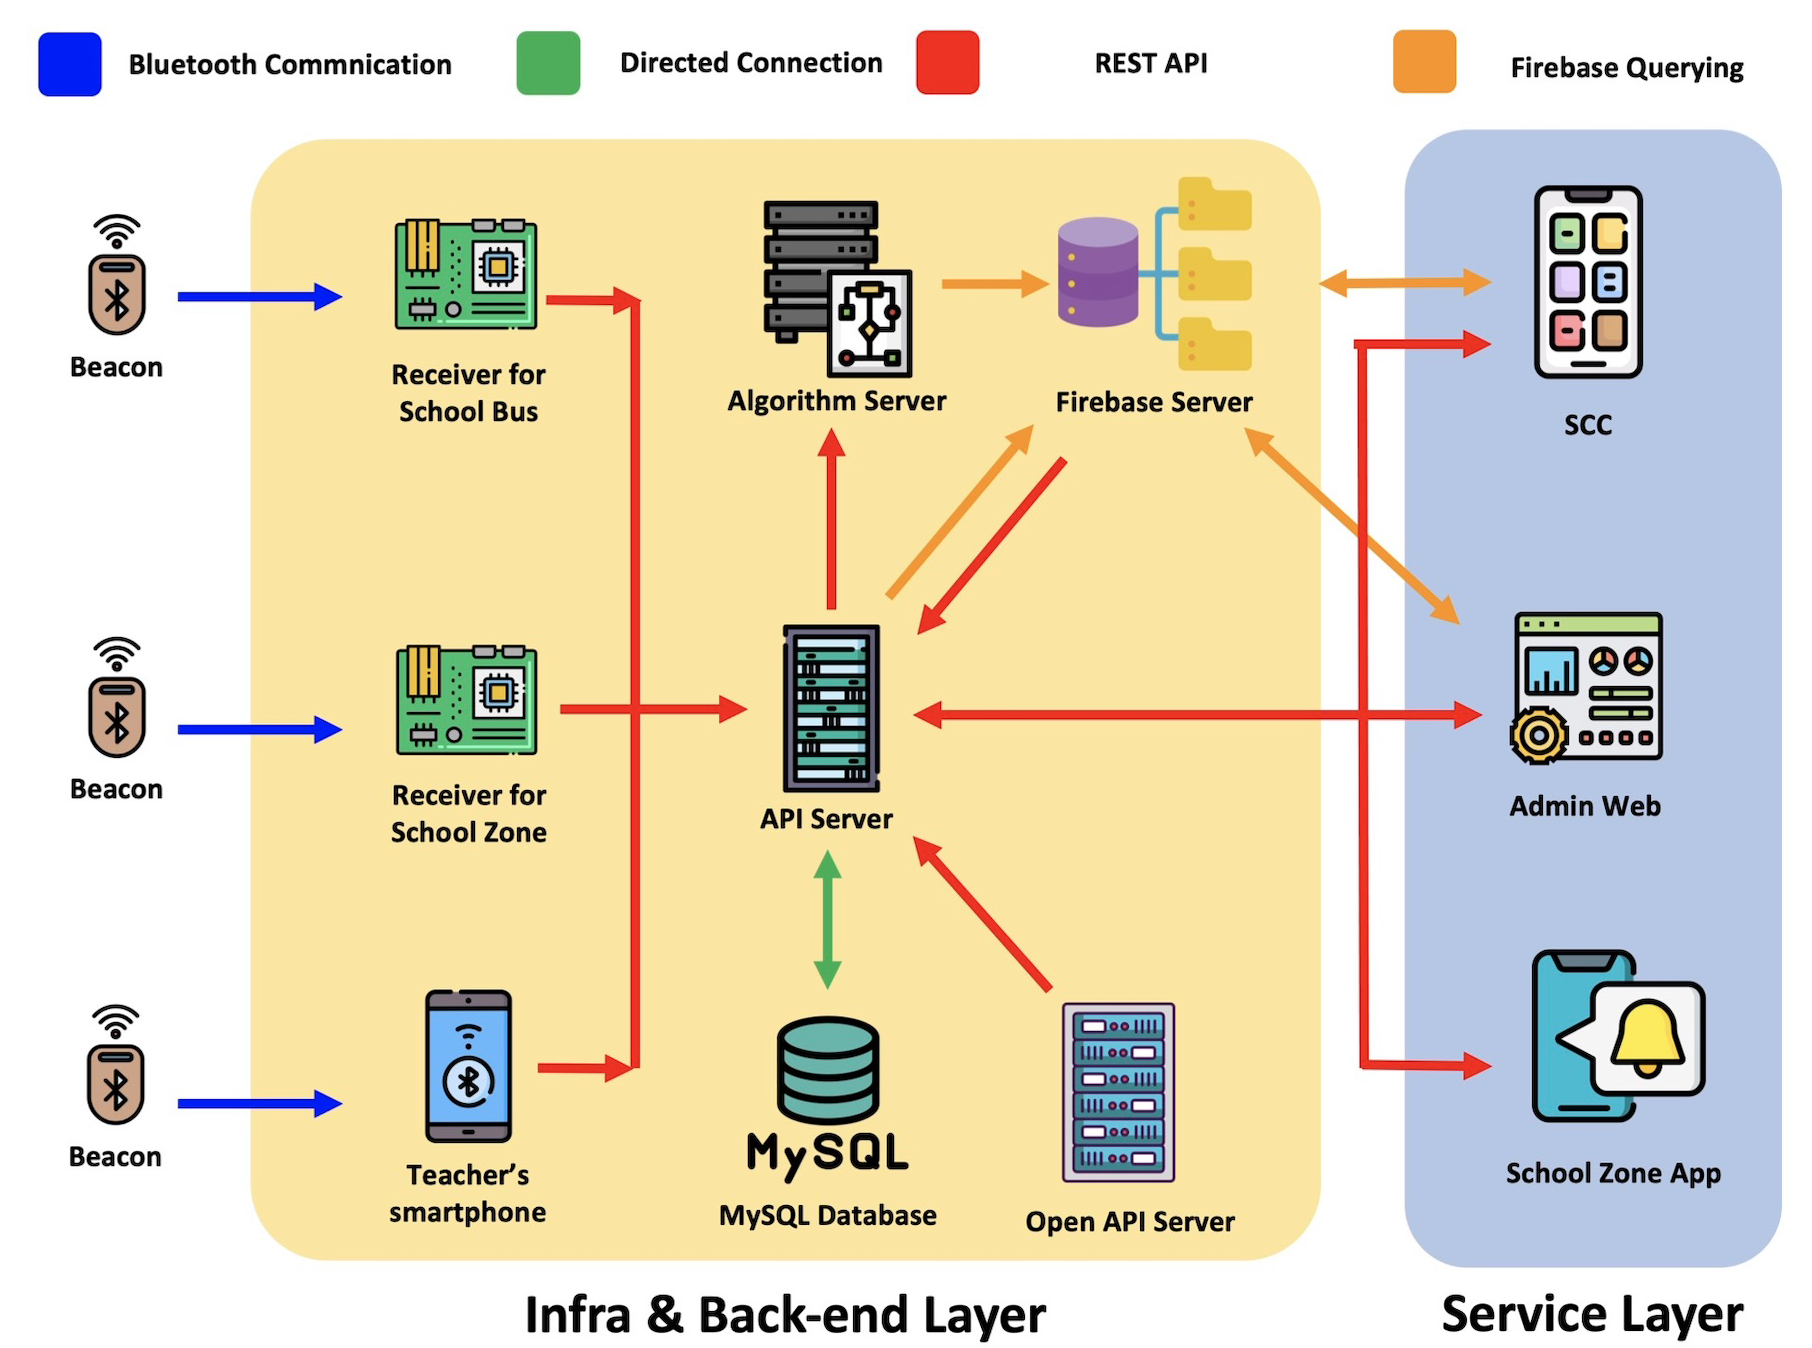 Bluetooth Commnication
Directed Connection
REST API
Firebase Querying
Beacon
Receiver for
School Bus
Algorithm Server
Firebase Server
SCC
Beacon
Receiver for
School Zone
API Server
Admin Web
Beacon
Teacher's
smartphone
MySQL
MySQL Database
Open API Server
School Zone App
Infra & Back-end Layer
Service Layer